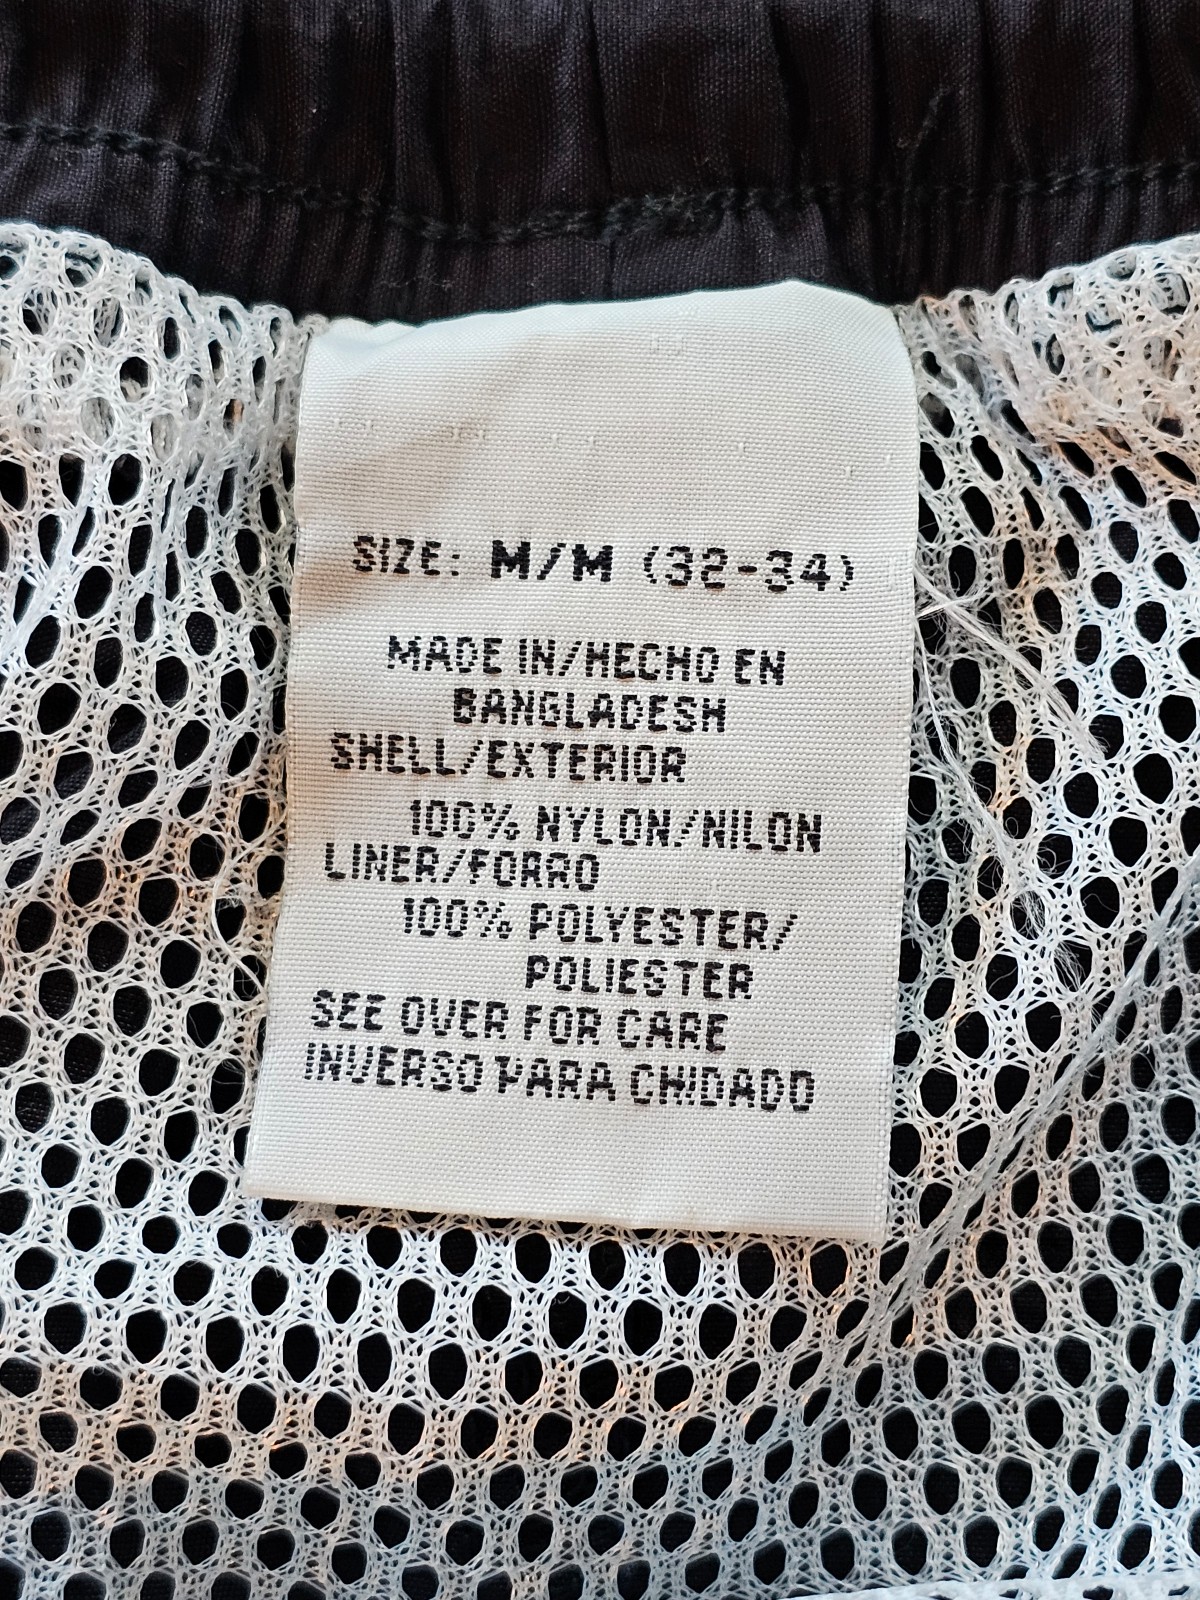 SIZE: M/M (32-34)
MADE IN/HECHO EN
BANGLADESH
SHELL/EXTERIOR
100% NYLON/NILON
LINER/FORRO
100% POLYESTER/
POLIESTER
SEE OVER FOR CARE
INVERSO PARA CHIDADO